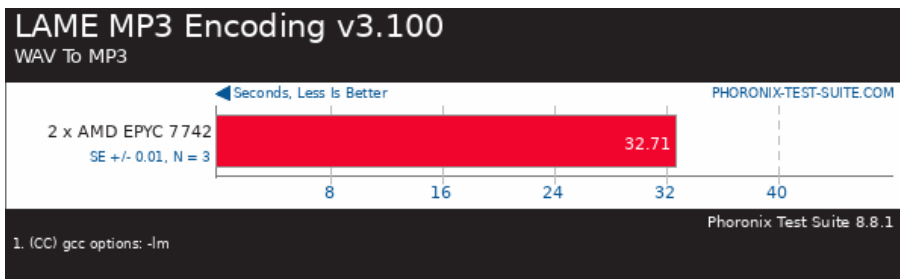 LAME MP3 Encoding v3.100
WAV To MP3
Seconds, Less Is Better
PHORONIX-TEST-SUITE.COM
2 x AMD EPYC 7742
32.71
SE +/- 0.01, N = 3
8 16 24 32 40
Phoronix Test Suite 8.8.1
1. (CC) gcc options: -lm